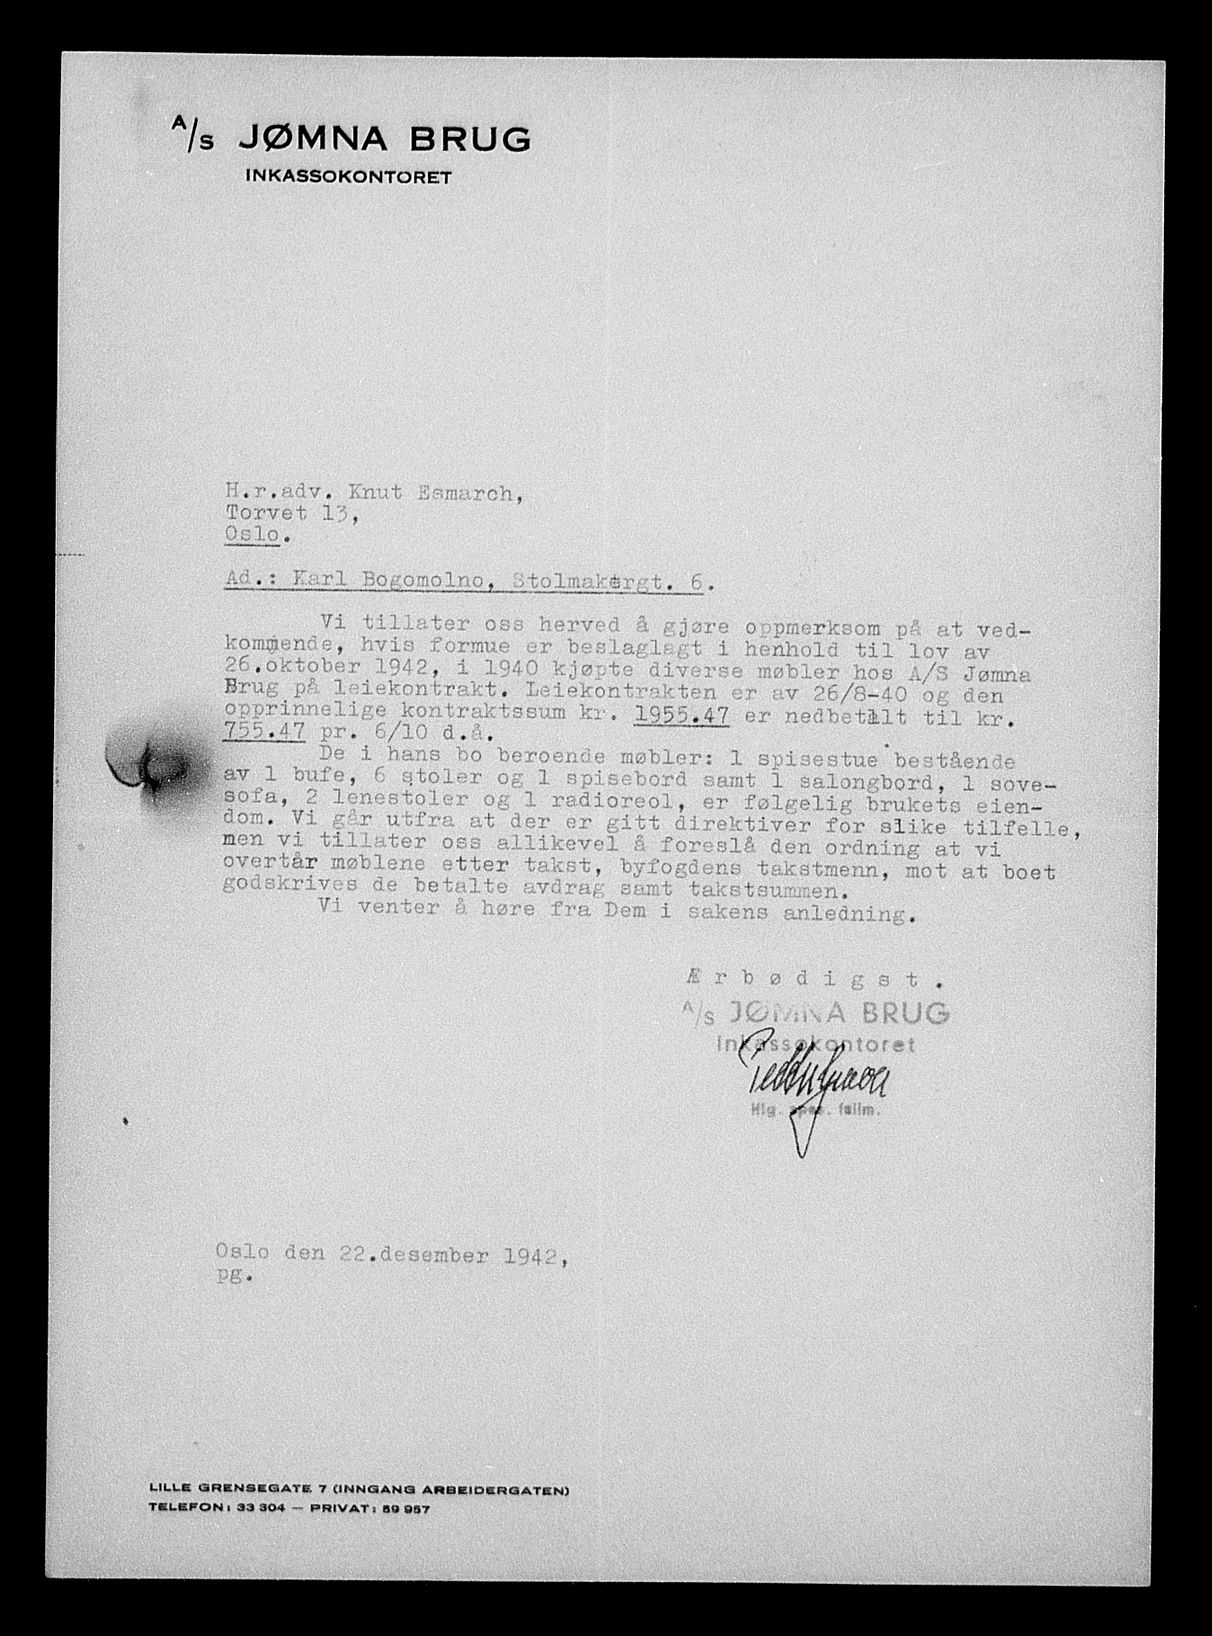 A/S JØMNA BRUG
INKASSOKONTORET
H.r.adv. Knut Esmarch,
Torvet 13,
Oslo.
Ad.: Karl Bogomolno, Stolmakergt. 6.
Vi tillater oss herved å gjøre oppmerksom på at ved-
kommende, hvis formue er beslaglagt i henhold til lov av
26.oktober 1942, i 1940 kjøpte diverse møbler hos A/S Jømna
Brug på leiekontrakt. Leiekontrakten er av 26/8-40 og den
opprinnelige kontraktssum kr. 1955.47 er nedbetalt til kr.
755.47 pr. 6/10 d.å.
De i hans bo beroende møbler: 1 spisestue bestående
av 1 bufe, 6 stoler og 1 spisebord samt 1 salongbord, 1 sove-
sofa, 2 lenestoler og 1 radioreol, er følgelig brukets eien-
dom. Vi går utfra at der er gitt direktiver for slike tilfelle,
men vi tillater oss allikevel å foreslå den ordning at vi
overtår møblene etter takst, byfogdens takstmenn, mot at boet
godskrives de betalte avdrag samt takstsummen.
Vi venter å høre fra Dem i sakens anledning.
Ærbødigst.
A/S JØMNA BRUG
Inkassokontoret
Hlg. spes. fullm.
Oslo den 22.desember 1942,
pg.
LILLE GRENSEGATE 7 (INNGANG ARBEIDERGATEN)
TELEFON: 33 304 — PRIVAT: 59 957